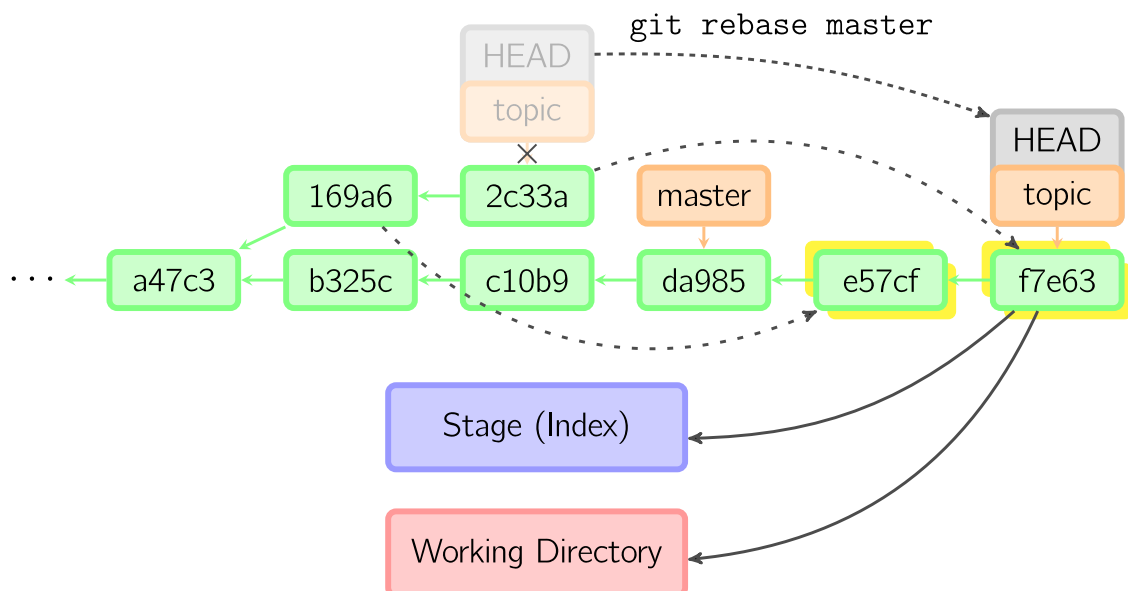 git rebase master
HEAD
topic
HEAD
topic
169a6
2c33a
master
...
a47c3
b325c
c10b9
da985
e57cf
f7e63
Stage (Index)
Working Directory